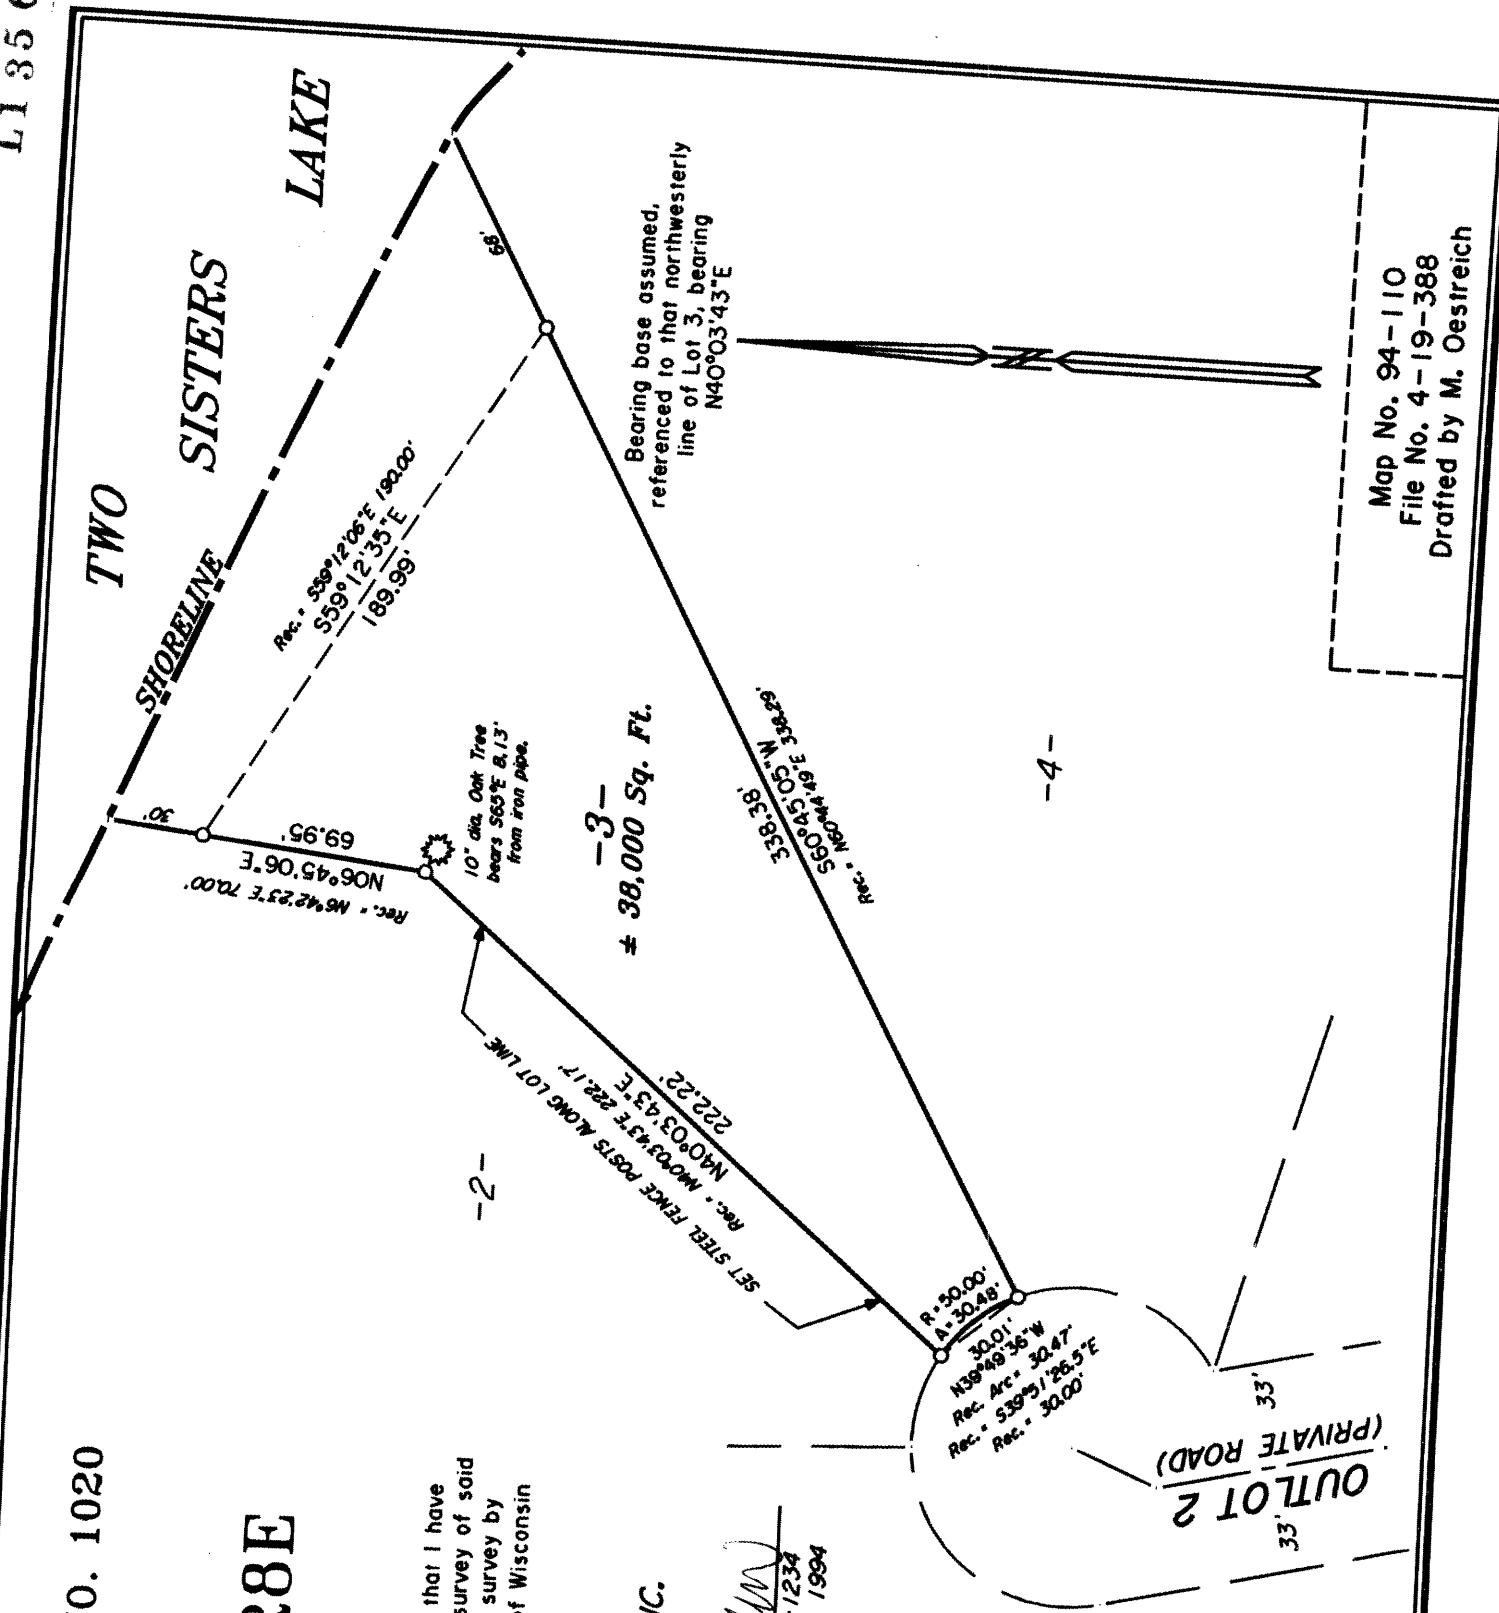 L1356
TWO
SISTERS
LAKE
SHORELINE
Rec. = S59°12'06"E 190.00'
S59°12'35"E
189.99'
68'
30'
69.95'
N06°45'06"E
Rec. = N6°42'23"E 70.00'
10" dia. Oak Tree
bears S65°E 8.13'
from iron pipe.
-3-
± 38,000 Sq. Ft.
Bearing base assumed,
referenced to that northwesterly
line of Lot 3, bearing
N40°03'43"E
338.38'
S60°45'05"W
Rec. = N60°44'49"E 338.29'
-4-
222.22'
N40°03'43"E
Rec. = N40°03'43"E 222.17'
SET STEEL FENCE POSTS ALONG LOT LINE
-2-
R=50.00'
A=30.48'
30.01'
N39°49'36"W
Rec. Arc = 30.47'
Rec. = S39°51'26.5"E
Rec. = 30.00'
OUTLOT 2
(PRIVATE ROAD)
33'
33'
Map No. 94-110
File No. 4-19-388
Drafted by M. Oestreich
O. 1020
28E
that I have
survey of said
survey by
of Wisconsin
NC.
1234
1994